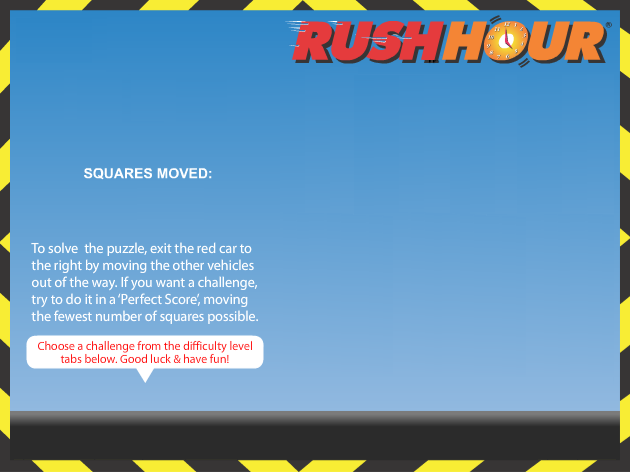 RUSH HOUR®
SQUARES MOVED:
To solve the puzzle, exit the red car to
the right by moving the other vehicles
out of the way. If you want a challenge,
try to do it in a ‘Perfect Score’, moving
the fewest number of squares possible.
Choose a challenge from the difficulty level
tabs below. Good luck & have fun!